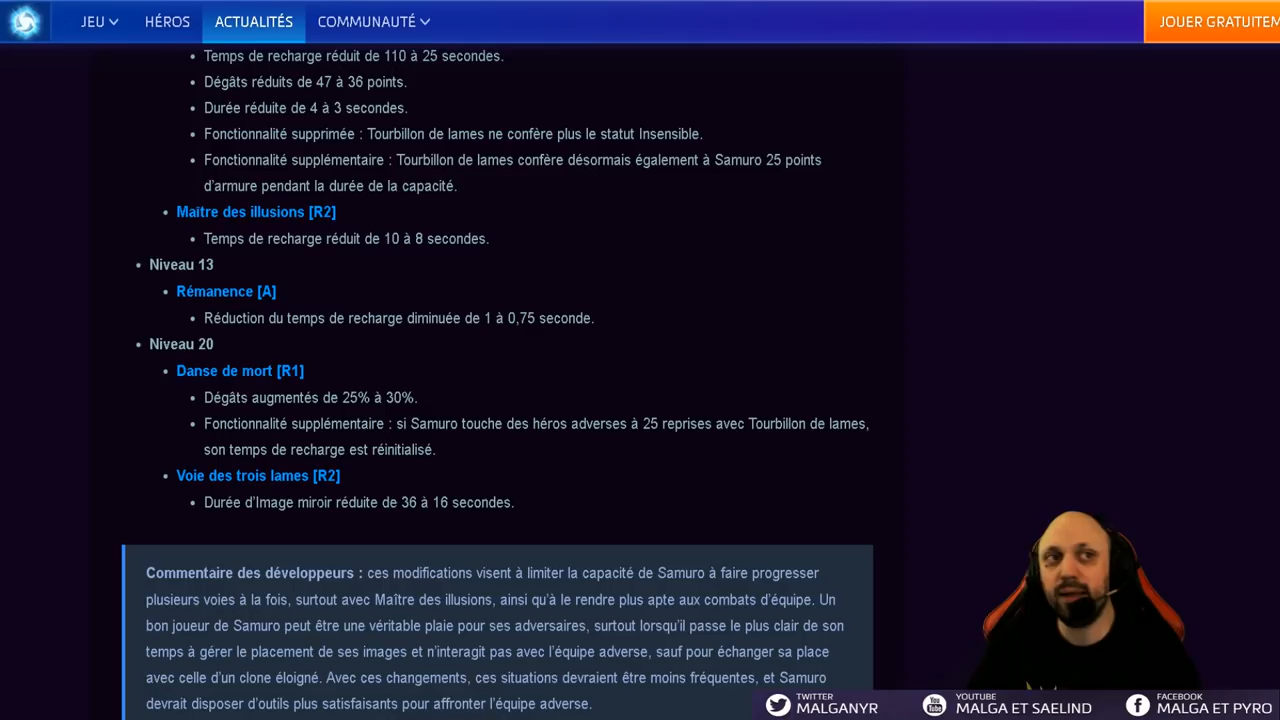 JEU HÉROS ACTUALITÉS COMMUNAUTÉ JOUER GRATUITEM
• Temps de recharge réduit de 110 à 25 secondes.
• Dégâts réduits de 47 à 36 points.
• Durée réduite de 4 à 3 secondes.
• Fonctionnalité supprimée : Tourbillon de lames ne confère plus le statut Insensible.
• Fonctionnalité supplémentaire : Tourbillon de lames confère désormais également à Samuro 25 points
d'armure pendant la durée de la capacité.
• Maître des illusions [R2]
• Temps de recharge réduit de 10 à 8 secondes.
• Niveau 13
• Rémanence [A]
• Réduction du temps de recharge diminuée de 1 à 0,75 seconde.
• Niveau 20
• Danse de mort [R1]
• Dégâts augmentés de 25% à 30%.
• Fonctionnalité supplémentaire : si Samuro touche des héros adverses à 25 reprises avec Tourbillon de lames,
son temps de recharge est réinitialisé.
• Voie des trois lames [R2]
• Durée d'Image miroir réduite de 36 à 16 secondes.
Commentaire des développeurs : ces modifications visent à limiter la capacité de Samuro à faire progresser
plusieurs voies à la fois, surtout avec Maître des illusions, ainsi qu'à le rendre plus apte aux combats d'équipe. Un
bon joueur de Samuro peut être une véritable plaie pour ses adversaires, surtout lorsqu'il passe le plus clair de son
temps à gérer le placement de ses images et n'interagit pas avec l'équipe adverse, sauf pour échanger sa place
avec celle d'un clone éloigné. Avec ces changements, ces situations devraient être moins fréquentes, et Samuro
devrait disposer d'outils plus satisfaisants pour affronter l'équipe adverse.
TWITTER
MALGANYR
YOUTUBE
MALGA ET SAELIND
FACEBOOK
MALGA ET PYRO